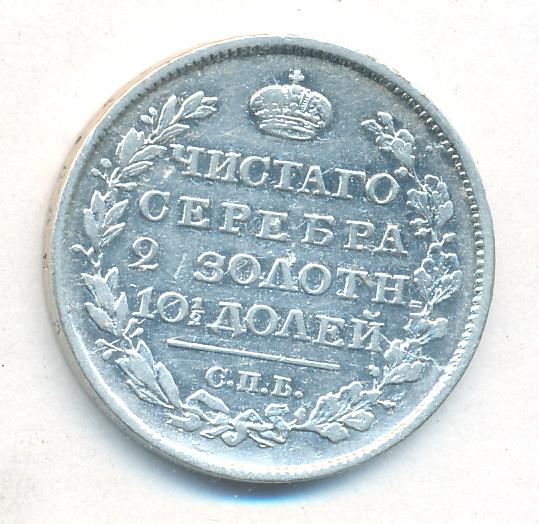 ЧИСТАГО
СЕРЕБРА
2 ЗОЛОТН
10½ ДОЛЕЙ
С.П.Б.